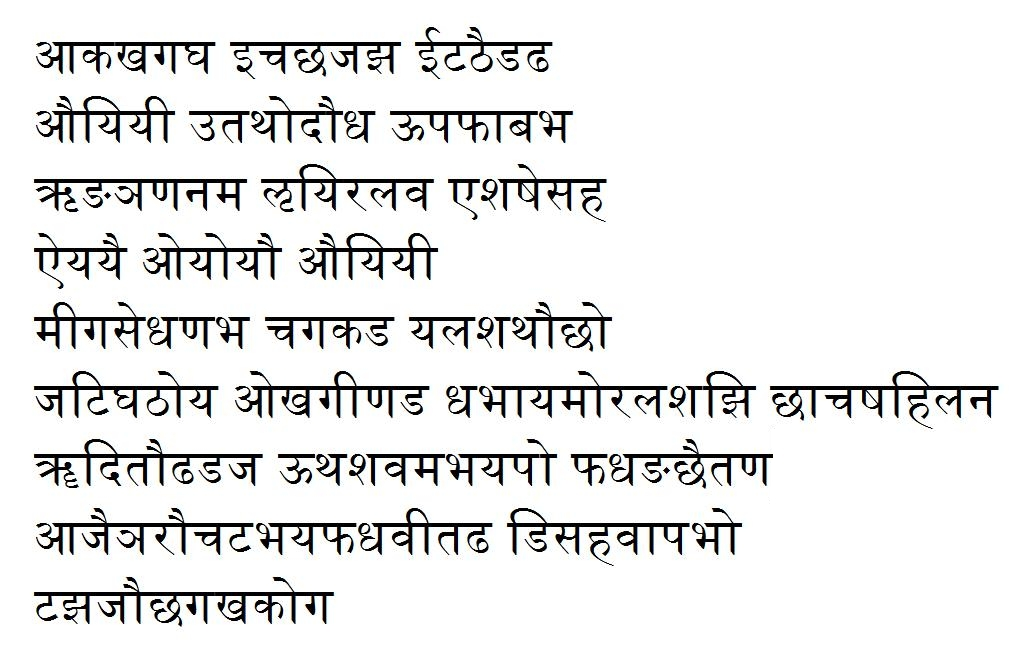 आकखगघ इचछजझ ईटठैडढ
औयियी उतथोदौध ऊपफाबभ
ऋङञणनम ऌयिरलव एशषेसह
ऐययै ओयोयौ औयियी
मीगसेधणभ चगकड यलशथौछो
जटिघठोय ओखगीणड धभायमोरलशझि छाचषहिलन
ॠदितौढडज ऊथशवमभयपो फधङछैतण
आजैञरौचटभयफधवीतढ डिसहवापभो
टझजौछगखकोग